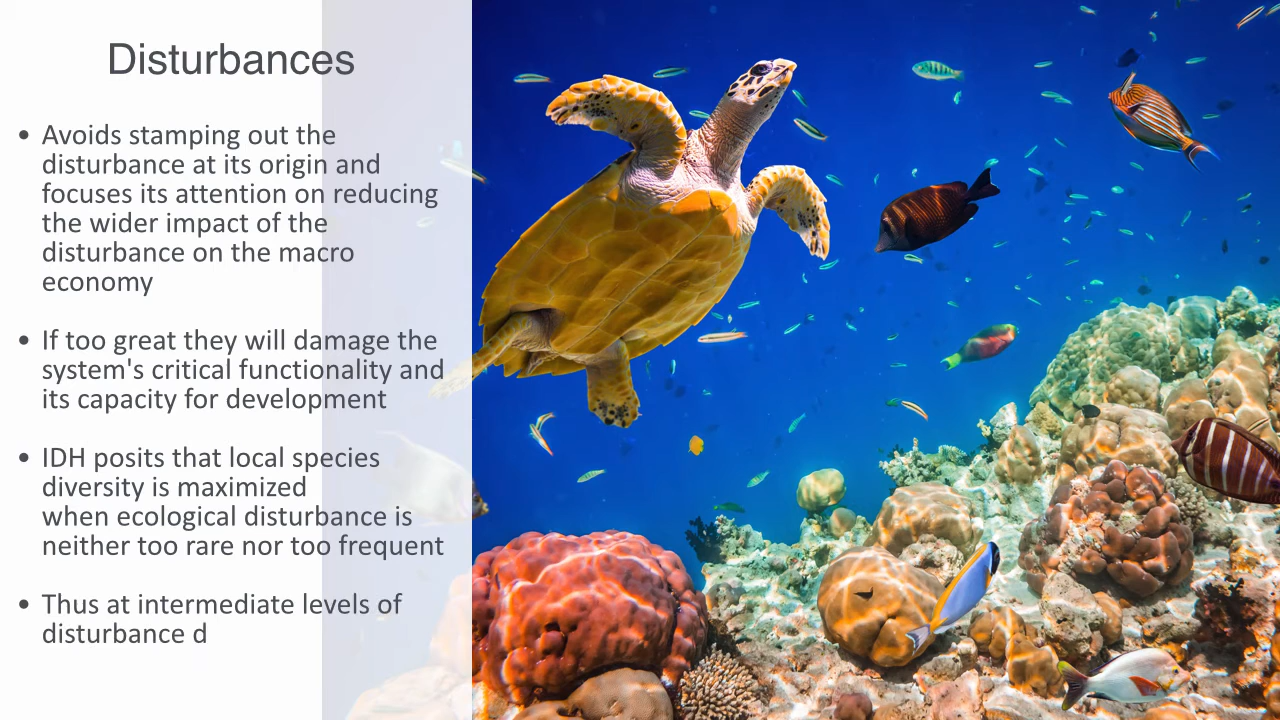 Disturbances
• Avoids stamping out the
disturbance at its origin and
focuses its attention on reducing
the wider impact of the
disturbance on the macro
economy
• If too great they will damage the
system's critical functionality and
its capacity for development
• IDH posits that local species
diversity is maximized
when ecological disturbance is
neither too rare nor too frequent
• Thus at intermediate levels of
disturbance d